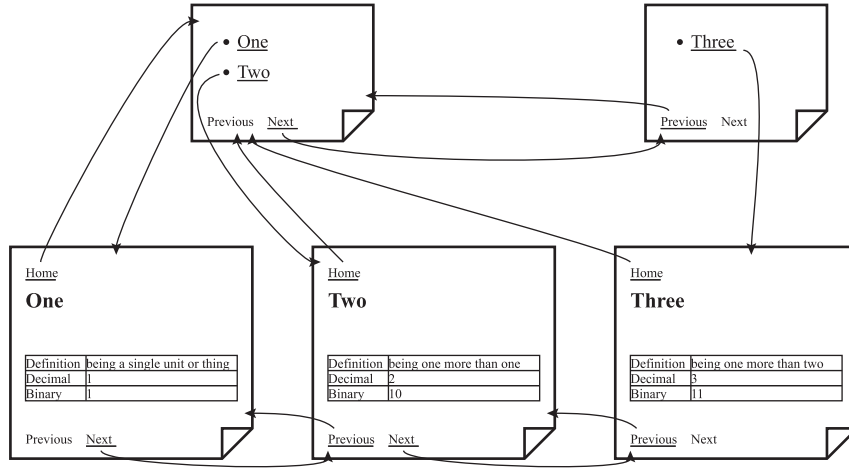 One
Two
Previous Next
Three
Previous Next
Home
One
Definition being a single unit or thing
Decimal 1
Binary 1
Previous Next
Home
Two
Definition being one more than one
Decimal 2
Binary 10
Previous Next
Home
Three
Definition being one more than two
Decimal 3
Binary 11
Previous Next